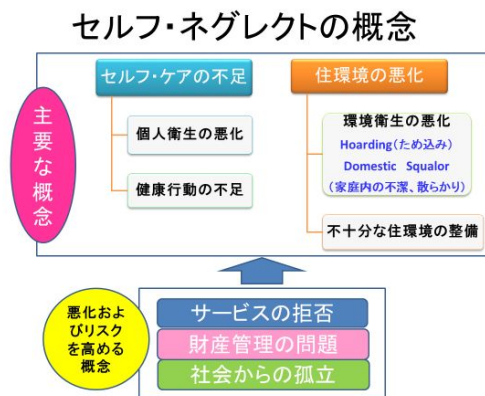 セルフ・ネグレクトの概念
セルフ・ケアの不足
住環境の悪化
主要な概念
個人衛生の悪化
健康行動の不足
環境衛生の悪化
Hoarding(ため込み)
Domestic Squalor
(家庭内の不潔、散らかり)
不十分な住環境の整備
悪化およ
びリスク
を高める
概念
サービスの拒否
財産管理の問題
社会からの孤立